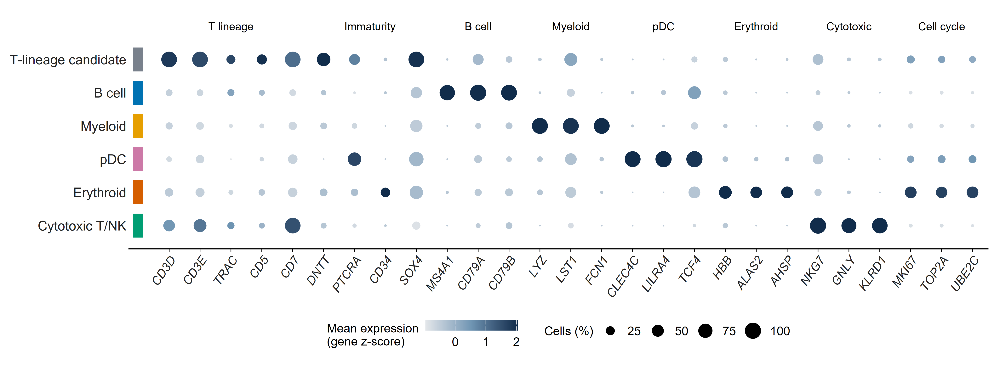 T lineage Immaturity B cell Myeloid pDC Erythroid Cytotoxic Cell cycle
T-lineage candidate
B cell
Myeloid
pDC
Erythroid
Cytotoxic T/NK
CD3D CD3E TRAC CD5 CD7 DNTT PTCRA CD34 SOX4 MS4A1 CD79A CD79B LYZ LST1 FCN1 CLEC4C LILRA4 TCF4 HBB ALAS2 AHSP NKG7 GNLY KLRD1 MKI67 TOP2A UBE2C
Mean expression
(gene z-score)
0 1 2
Cells (%) 25 50 75 100